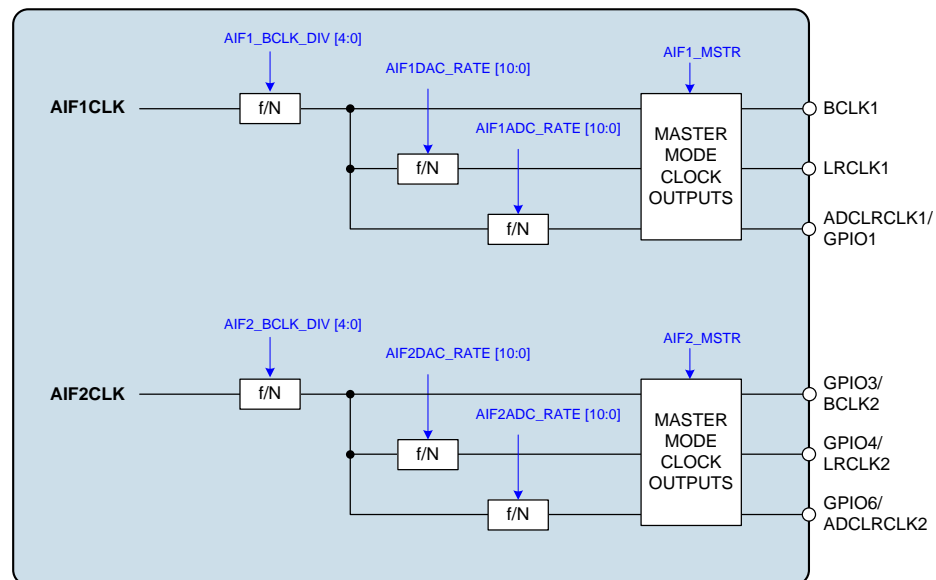 AIF1_BCLK_DIV [4:0]
AIF1DAC_RATE [10:0]
AIF1_MSTR
AIF1CLK
f/N
BCLK1
AIF1ADC_RATE [10:0]
MASTER
MODE
CLOCK
OUTPUTS
f/N
LRCLK1
f/N
ADCLRCLK1/
GPIO1
AIF2_BCLK_DIV [4:0]
AIF2DAC_RATE [10:0]
AIF2_MSTR
AIF2CLK
f/N
GPIO3/
BCLK2
AIF2ADC_RATE [10:0]
MASTER
MODE
CLOCK
OUTPUTS
f/N
GPIO4/
LRCLK2
f/N
GPIO6/
ADCLRCLK2